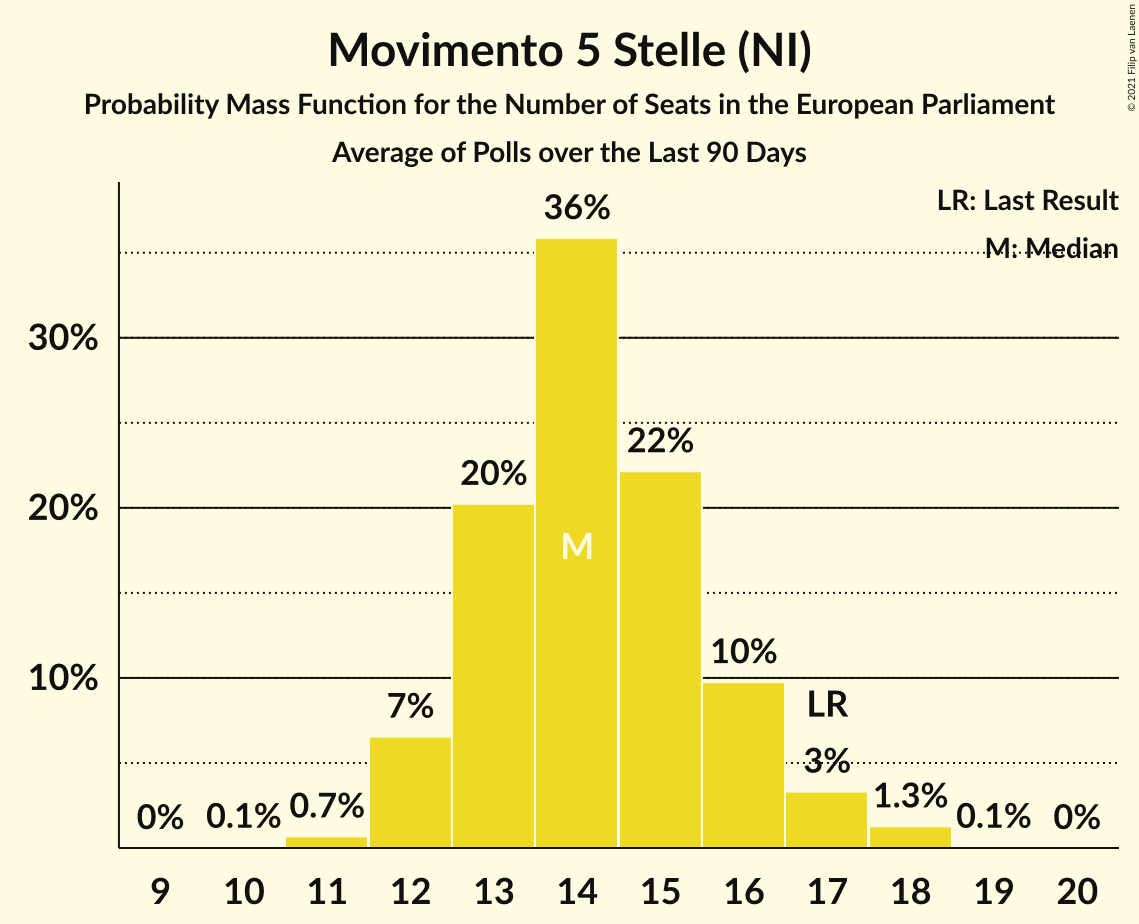 Movimento 5 Stelle (NI)
Probability Mass Function for the Number of Seats in the European Parliament
Average of Polls over the Last 90 Days
© 2021 Filip van Laenen
LR: Last Result
M: Median
36%
30%
22%
20%
20%
M
10%
10%
LR
7%
3%
1.3%
0.7%
0% 0.1% 0.1% 0%
9 10 11 12 13 14 15 16 17 18 19 20